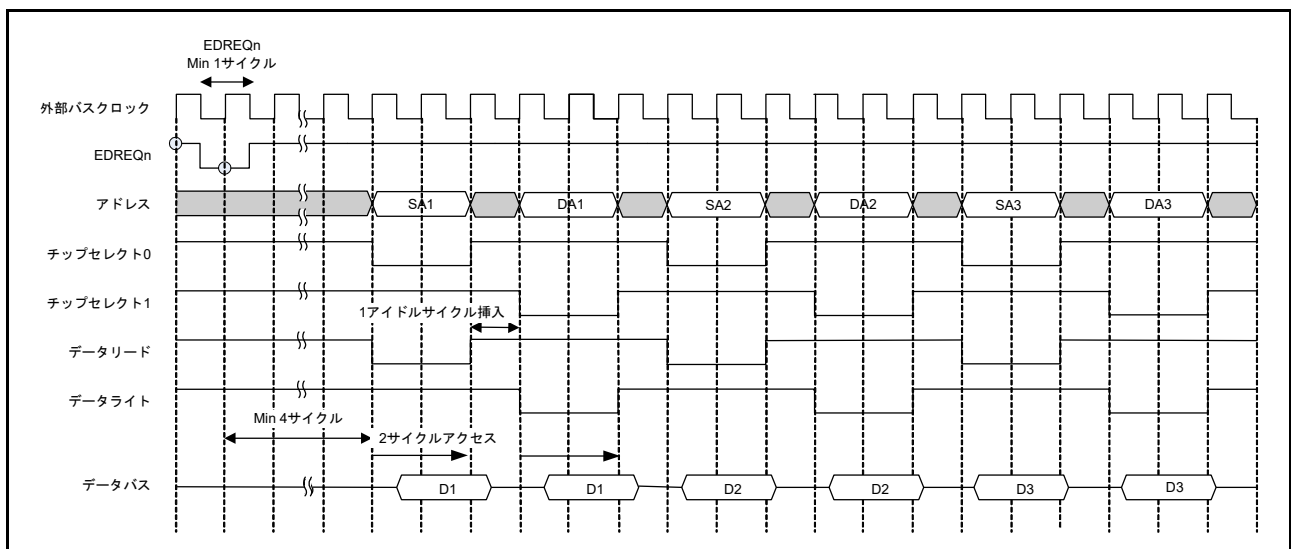 EDREQn
Min 1サイクル
外部バスクロック
EDREQn
アドレス
SA1
DA1
SA2
DA2
SA3
DA3
チップセレクト0
チップセレクト1
1アイドルサイクル挿入
データリード
データライト
Min 4サイクル
2サイクルアクセス
データバス
D1
D1
D2
D2
D3
D3